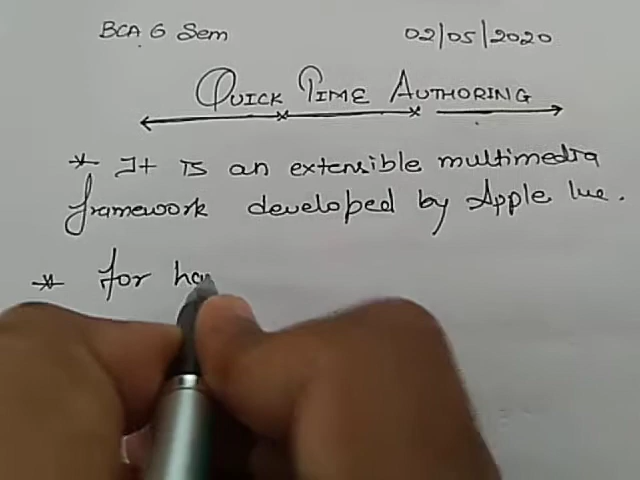 BCA 6 Sem 02/05/2020
QUICK TIME AUTHORING
* It is an extensible multimedia
framework developed by Apple Inc.
* for han